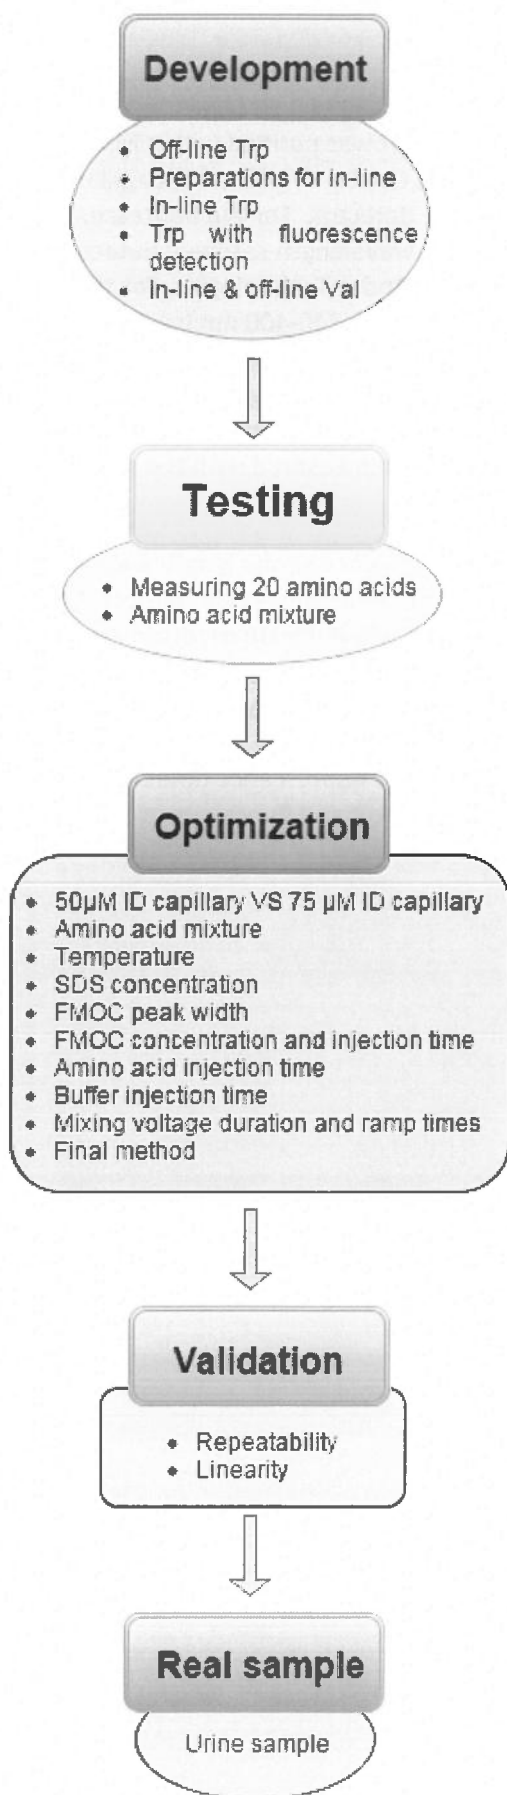 Development
• Off-line Trp
• Preparations for in-line
• In-line Trp
• Trp with fluorescence
detection
• In-line & off-line Val
Testing
• Measuring 20 amino acids
• Amino acid mixture
Optimization
• 50µM ID capillary VS 75 µM ID capillary
• Amino acid mixture
• Temperature
• SDS concentration
• FMOC peak width
• FMOC concentration and injection time
• Amino acid injection time
• Buffer injection time
• Mixing voltage duration and ramp times
• Final method
Validation
• Repeatability
• Linearity
Real sample
Urine sample